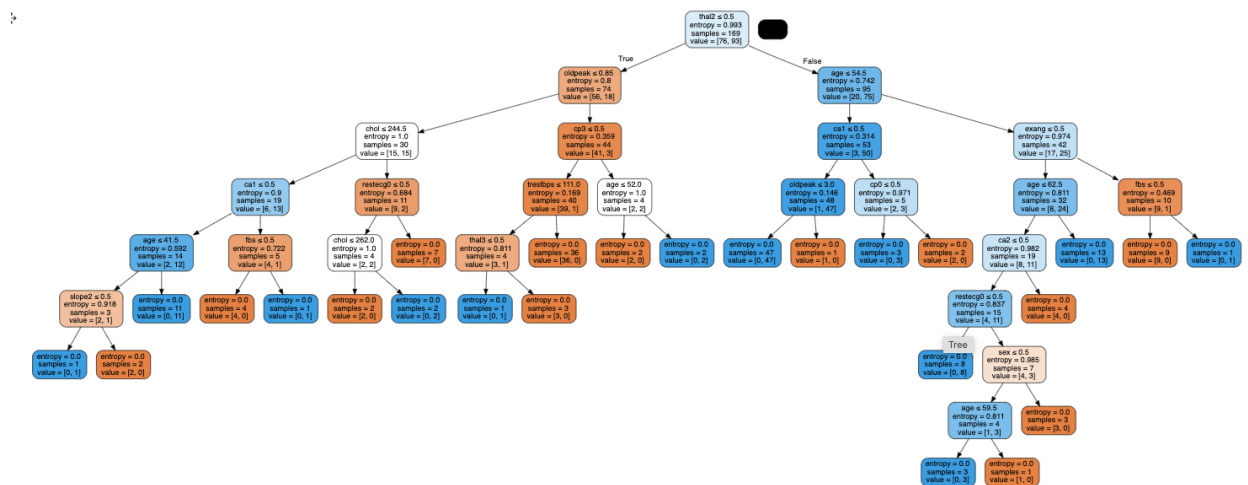 thal2 ≤ 0.5
entropy = 0.993
samples = 169
value = [76, 93]
True
False
oldpeak ≤ 0.85
entropy = 0.8
samples = 74
value = [56, 18]
age ≤ 54.5
entropy = 0.742
samples = 95
value = [20, 75]
chol ≤ 244.5
entropy = 1.0
samples = 30
value = [15, 15]
cp3 ≤ 0.5
entropy = 0.359
samples = 44
value = [41, 3]
ca1 ≤ 0.5
entropy = 0.314
samples = 53
value = [3, 50]
exang ≤ 0.5
entropy = 0.974
samples = 42
value = [17, 25]
ca1 ≤ 0.5
entropy = 0.9
samples = 19
value = [6, 13]
restecg0 ≤ 0.5
entropy = 0.684
samples = 11
value = [9, 2]
trestbps ≤ 111.0
entropy = 0.169
samples = 40
value = [39, 1]
age ≤ 52.0
entropy = 1.0
samples = 4
value = [2, 2]
oldpeak ≤ 3.0
entropy = 0.146
samples = 48
value = [1, 47]
cp0 ≤ 0.5
entropy = 0.971
samples = 5
value = [2, 3]
age ≤ 62.5
entropy = 0.811
samples = 32
value = [8, 24]
fbs ≤ 0.5
entropy = 0.469
samples = 10
value = [9, 1]
age ≤ 41.5
entropy = 0.592
samples = 14
value = [2, 12]
fbs ≤ 0.5
entropy = 0.722
samples = 5
value = [4, 1]
chol ≤ 262.0
entropy = 1.0
samples = 4
value = [2, 2]
entropy = 0.0
samples = 7
value = [7, 0]
thal3 ≤ 0.5
entropy = 0.811
samples = 4
value = [3, 1]
entropy = 0.0
samples = 36
value = [36, 0]
entropy = 0.0
samples = 2
value = [2, 0]
entropy = 0.0
samples = 2
value = [0, 2]
entropy = 0.0
samples = 47
value = [0, 47]
entropy = 0.0
samples = 1
value = [1, 0]
entropy = 0.0
samples = 3
value = [0, 3]
entropy = 0.0
samples = 2
value = [2, 0]
ca2 ≤ 0.5
entropy = 0.982
samples = 19
value = [8, 11]
entropy = 0.0
samples = 13
value = [0, 13]
entropy = 0.0
samples = 9
value = [9, 0]
entropy = 0.0
samples = 1
value = [0, 1]
slope2 ≤ 0.5
entropy = 0.918
samples = 3
value = [2, 1]
entropy = 0.0
samples = 11
value = [0, 11]
entropy = 0.0
samples = 4
value = [4, 0]
entropy = 0.0
samples = 1
value = [0, 1]
entropy = 0.0
samples = 2
value = [2, 0]
entropy = 0.0
samples = 2
value = [0, 2]
entropy = 0.0
samples = 1
value = [0, 1]
entropy = 0.0
samples = 3
value = [3, 0]
restecg0 ≤ 0.5
entropy = 0.837
samples = 15
value = [4, 11]
entropy = 0.0
samples = 4
value = [4, 0]
entropy = 0.0
samples = 1
value = [0, 1]
entropy = 0.0
samples = 2
value = [2, 0]
Tree
entropy = 0.0
samples = 8
value = [0, 8]
sex ≤ 0.5
entropy = 0.985
samples = 7
value = [4, 3]
age ≤ 59.5
entropy = 0.811
samples = 4
value = [1, 3]
entropy = 0.0
samples = 3
value = [3, 0]
entropy = 0.0
samples = 3
value = [0, 3]
entropy = 0.0
samples = 1
value = [1, 0]